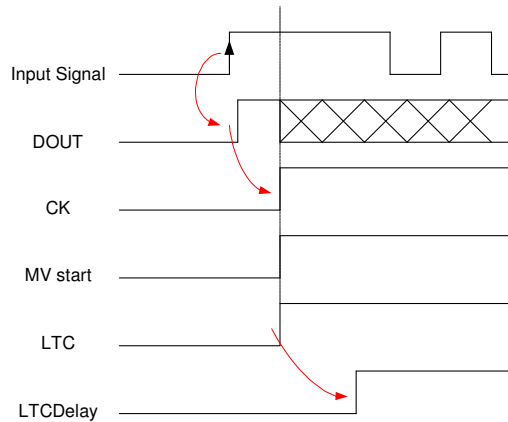 Input Signal
DOUT
CK
MV start
LTC
LTCDelay